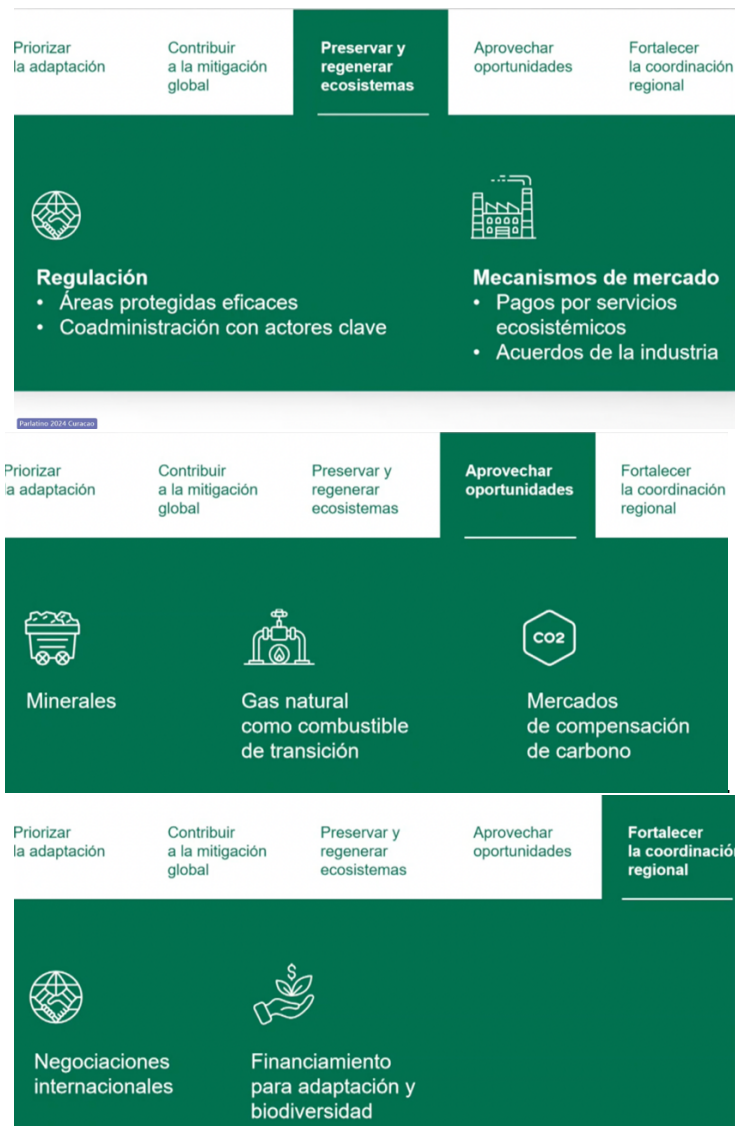 Priorizar
la adaptación
Contribuir
a la mitigación
global
Preservar y
regenerar
ecosistemas
Aprovechar
oportunidades
Fortalecer
la coordinación
regional
Regulación
• Áreas protegidas eficaces
• Coadministración con actores clave
Mecanismos de mercado
• Pagos por servicios
ecosistémicos
• Acuerdos de la industria
Parlatino 2024 Curacao
Priorizar
la adaptación
Contribuir
a la mitigación
global
Preservar y
regenerar
ecosistemas
Aprovechar
oportunidades
Fortalecer
la coordinación
regional
Minerales
Gas natural
como combustible
de transición
CO2
Mercados
de compensación
de carbono
Priorizar
la adaptación
Contribuir
a la mitigación
global
Preservar y
regenerar
ecosistemas
Aprovechar
oportunidades
Fortalecer
la coordinación
regional
Negociaciones
internacionales
$
Financiamiento
para adaptación y
biodiversidad